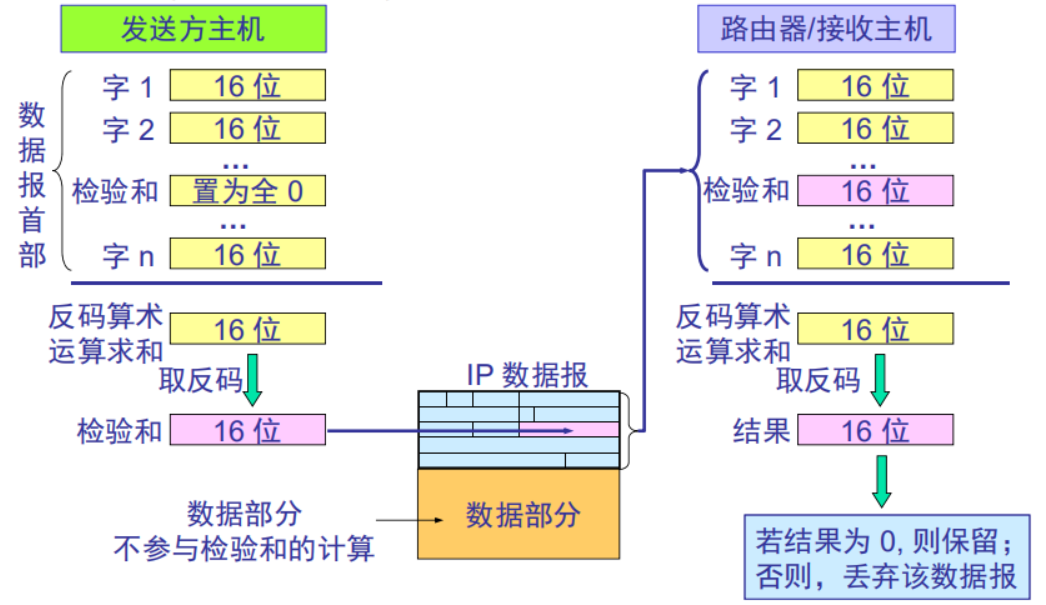 发送方主机
数据报首部
字 1 16 位
字 2 16 位
...
检验和 置为全 0
...
字 n 16 位
反码算术
运算求和 16 位
取反码
检验和 16 位
数据部分
不参与检验和的计算
IP 数据报
数据部分
路由器/接收主机
字 1 16 位
字 2 16 位
...
检验和 16 位
...
字 n 16 位
反码算术
运算求和 16 位
取反码
结果 16 位
若结果为 0, 则保留；
否则，丢弃该数据报